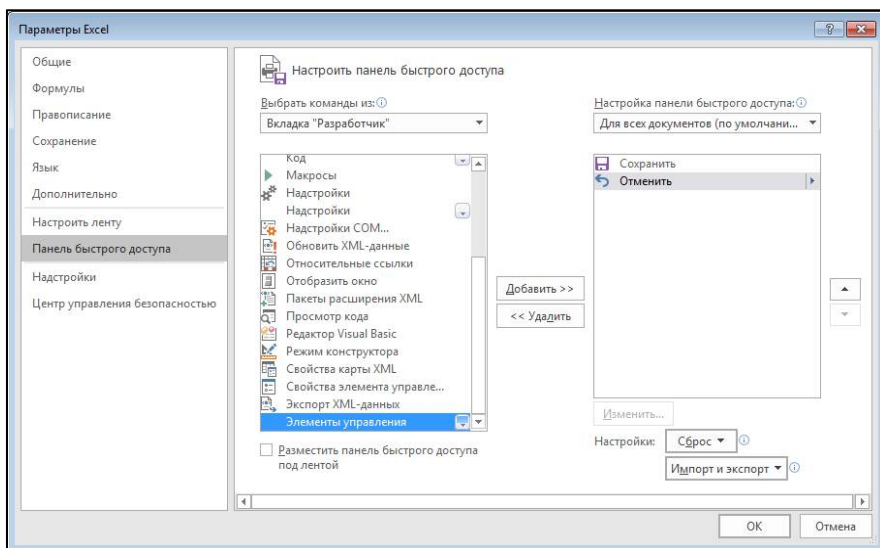 Параметры Excel
Общие
Формулы
Правописание
Сохранение
Язык
Дополнительно
Настроить ленту
Панель быстрого доступа
Надстройки
Центр управления безопасностью
Настроить панель быстрого доступа
Выбрать команды из:
Вкладка "Разработчик"
Код
Макросы
Надстройки
Надстройки
Надстройки COM...
Обновить XML-данные
Относительные ссылки
Отобразить окно
Пакеты расширения XML
Просмотр кода
Редактор Visual Basic
Режим конструктора
Свойства карты XML
Свойства элемента управле...
Экспорт XML-данных
Элементы управления
Разместить панель быстрого доступа
под лентой
Добавить >>
<< Удалить
Настройка панели быстрого доступа:
Для всех документов (по умолчани...
Сохранить
Отменить
Изменить...
Настройки:
Сброс
Импорт и экспорт
ОК
Отмена